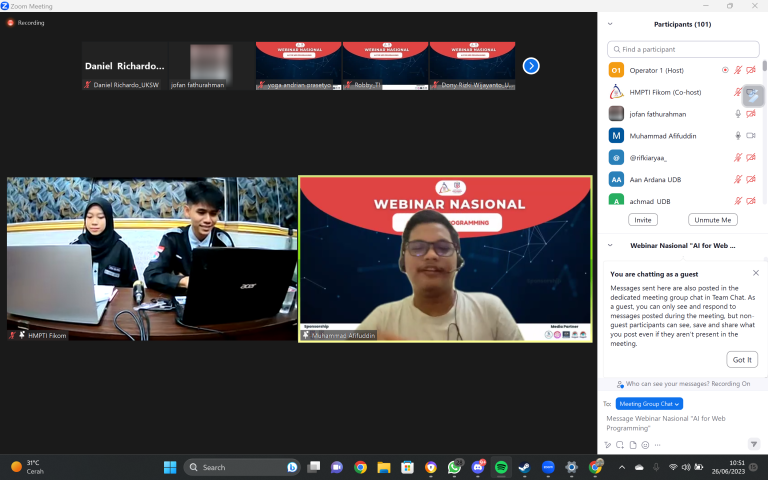 Zoom Meeting
Recording
Daniel Richardo...
Daniel Richardo_UKSW
jofan fathurahman
WEBINAR NASIONAL
yoga andrian prasetyo
WEBINAR NASIONAL
Robby_TI
WEBINAR NASIONAL
Dony Rizki Wijayanto_U...
acer
HMPTI Fikom
WEBINAR NASIONAL
PROGRAMMING
Sponsorship
Media Partner
Muhammad Afifuddin
Participants (101)
Find a participant
O1
Operator 1 (Host)
HMPTI Fikom (Co-host)
jofan fathurahman
M
Muhammad Afifuddin
@
@rifkiaryaa_
AA
Aan Ardana UDB
A
achmad UDB
Invite
Unmute Me
Webinar Nasional "AI for Web ...
You are chatting as a guest
Messages sent here are also posted in the
dedicated meeting group chat in Team Chat. As
a guest, you can only see and respond to
messages posted during the meeting, but non-
guest participants can see, save and share what
you post even if they aren't present in the
meeting.
Got It
Who can see your messages? Recording On
To:
Meeting Group Chat
Message Webinar Nasional "AI for Web
Programming"
31°C
Cerah
Search
10:51
26/06/2023